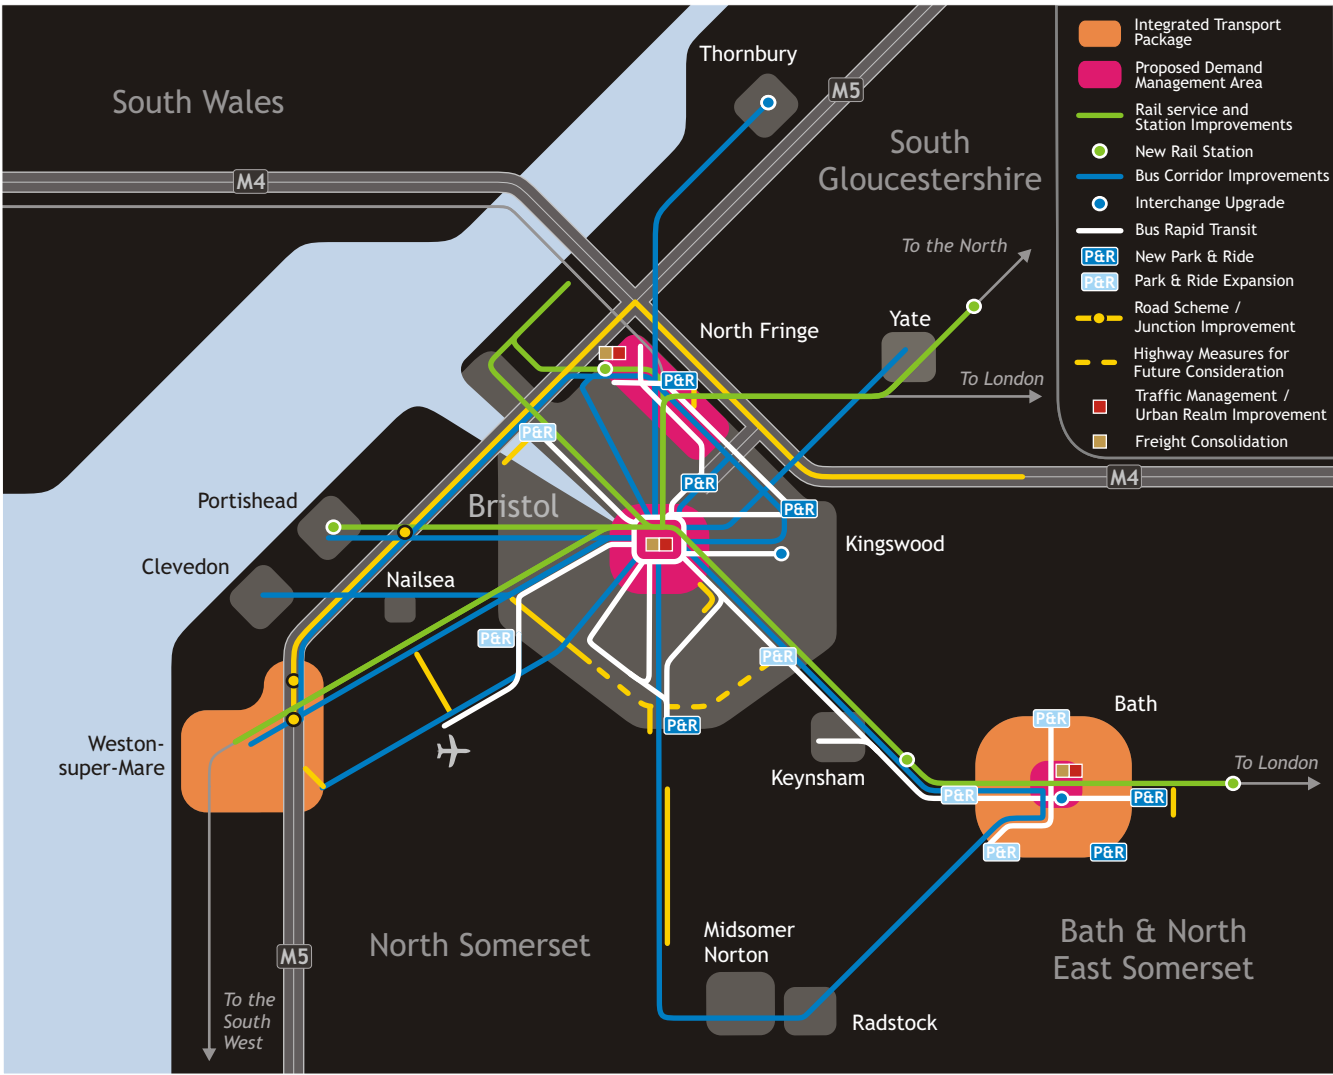 Thornbury
South Wales
M5
South
Gloucestershire
M4
To the North
North Fringe
Yate
To London
P&R
P&R
P&R
P&R
M4
Portishead
Bristol
Kingswood
Clevedon
Nailsea
P&R
P&R
P&R
Weston-
super-Mare
Keynsham
Bath
P&R
To London
P&R
P&R
P&R
P&R
Midsomer
Norton
North Somerset
Bath & North
East Somerset
M5
To the
South
West
Radstock
Integrated Transport
Package
Proposed Demand
Management Area
Rail service and
Station Improvements
New Rail Station
Bus Corridor Improvements
Interchange Upgrade
Bus Rapid Transit
P&R New Park & Ride
P&R Park & Ride Expansion
Road Scheme /
Junction Improvement
Highway Measures for
Future Consideration
Traffic Management /
Urban Realm Improvement
Freight Consolidation